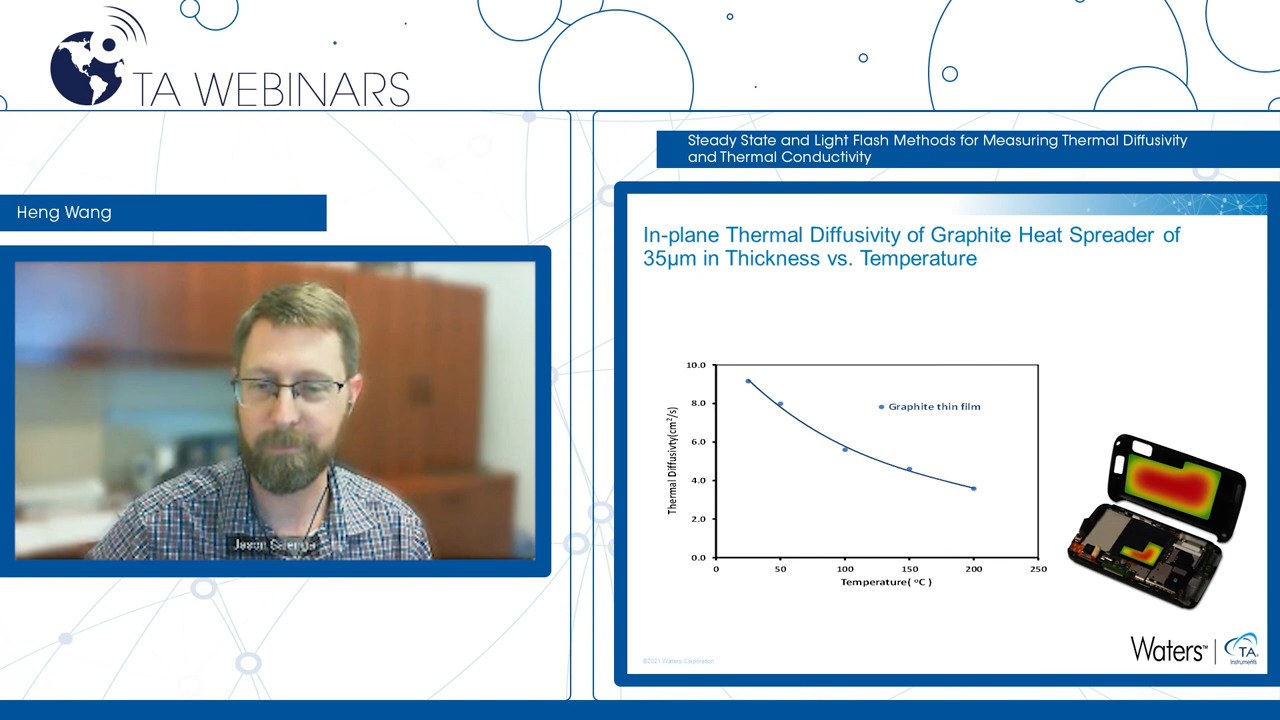 TA WEBINARS
Steady State and Light Flash Methods for Measuring Thermal Diffusivity
and Thermal Conductivity
Heng Wang
In-plane Thermal Diffusivity of Graphite Heat Spreader of
35µm in Thickness vs. Temperature
10.0
8.0
6.0
4.0
2.0
0.0
Thermal Diffusivty(cm²/s)
Graphite thin film
0 50 100 150 200 250
Temperature( °C )
Jason
©2021 Waters Corporation
Waters™
TA
Instruments